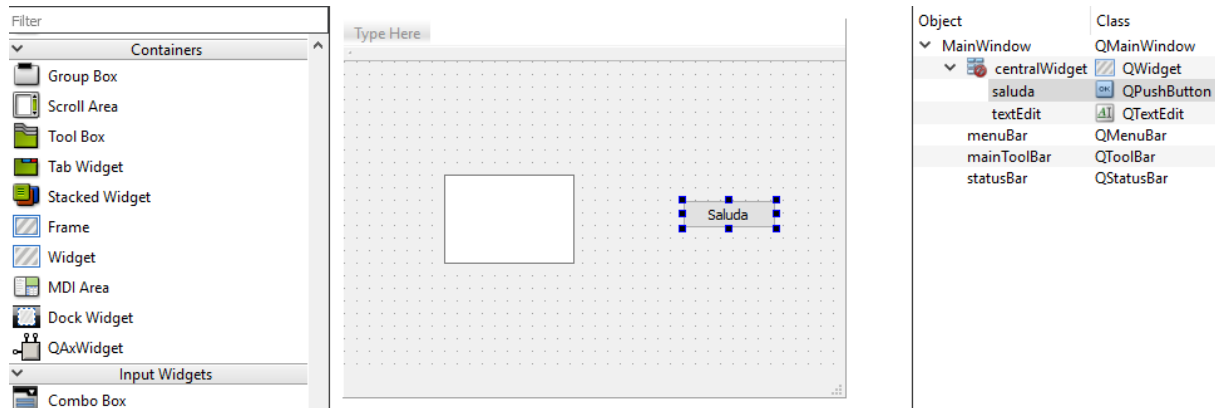 Filter
Containers
Group Box
Scroll Area
Tool Box
Tab Widget
Stacked Widget
Frame
Widget
MDI Area
Dock Widget
QAxWidget
Input Widgets
Combo Box
Type Here
Saluda
Object Class
MainWindow QMainWindow
centralWidget QWidget
saluda OK QPushButton
textEdit AI QTextEdit
menuBar QMenuBar
mainToolBar QToolBar
statusBar QStatusBar